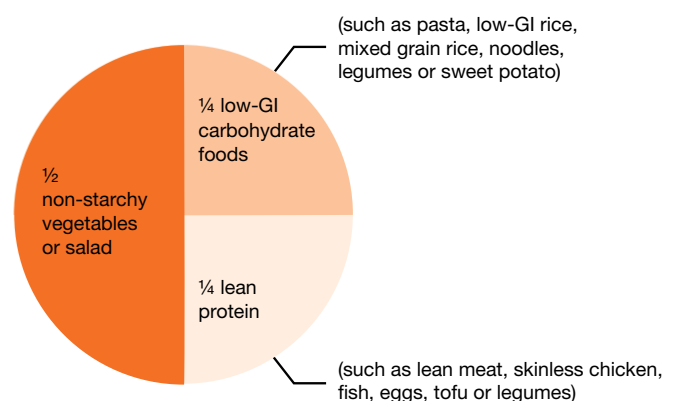 (such as pasta, low-GI rice,
mixed grain rice, noodles,
legumes or sweet potato)
¼ low-GI
carbohydrate
foods
½
non-starchy
vegetables
or salad
¼ lean
protein
(such as lean meat, skinless chicken,
fish, eggs, tofu or legumes)